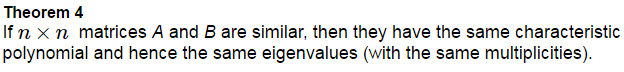 Theorem 4
If n × n matrices A and B are similar, then they have the same characteristic
polynomial and hence the same eigenvalues (with the same multiplicities).